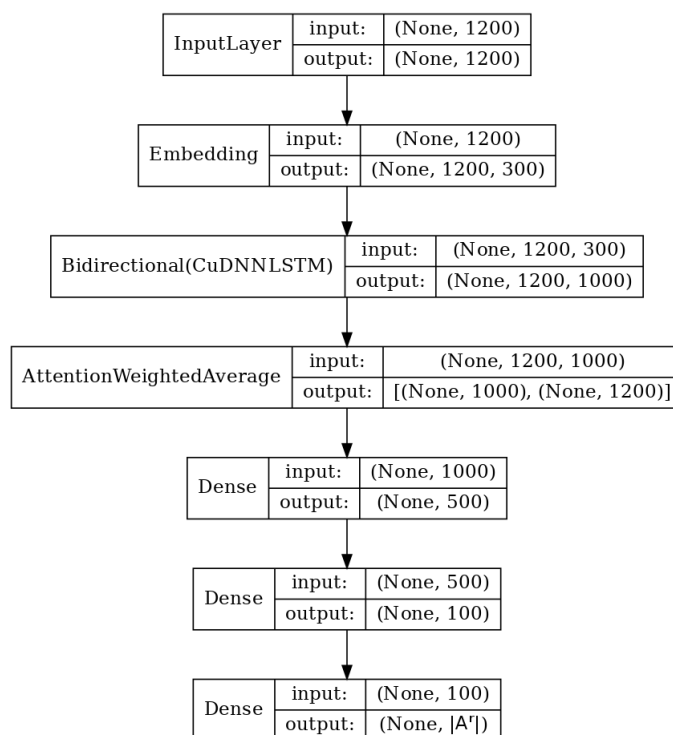 InputLayer
input: (None, 1200)
output: (None, 1200)
Embedding
input: (None, 1200)
output: (None, 1200, 300)
Bidirectional(CuDNNLSTM)
input: (None, 1200, 300)
output: (None, 1200, 1000)
AttentionWeightedAverage
input: (None, 1200, 1000)
output: [(None, 1000), (None, 1200)]
Dense
input: (None, 1000)
output: (None, 500)
Dense
input: (None, 500)
output: (None, 100)
Dense
input: (None, 100)
output: (None, |Aʳ|)